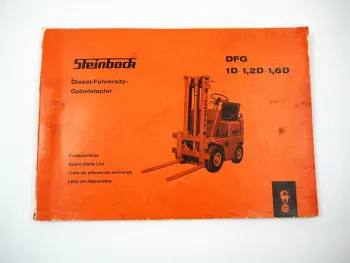 Steinbock
Diesel-Fahrersitz-
Gabelstapler
DFG
1D 1,2D 1,6D
Ersatzteilliste
Spare Parts List
Liste de pièces de rechange
Lista de Repuestos